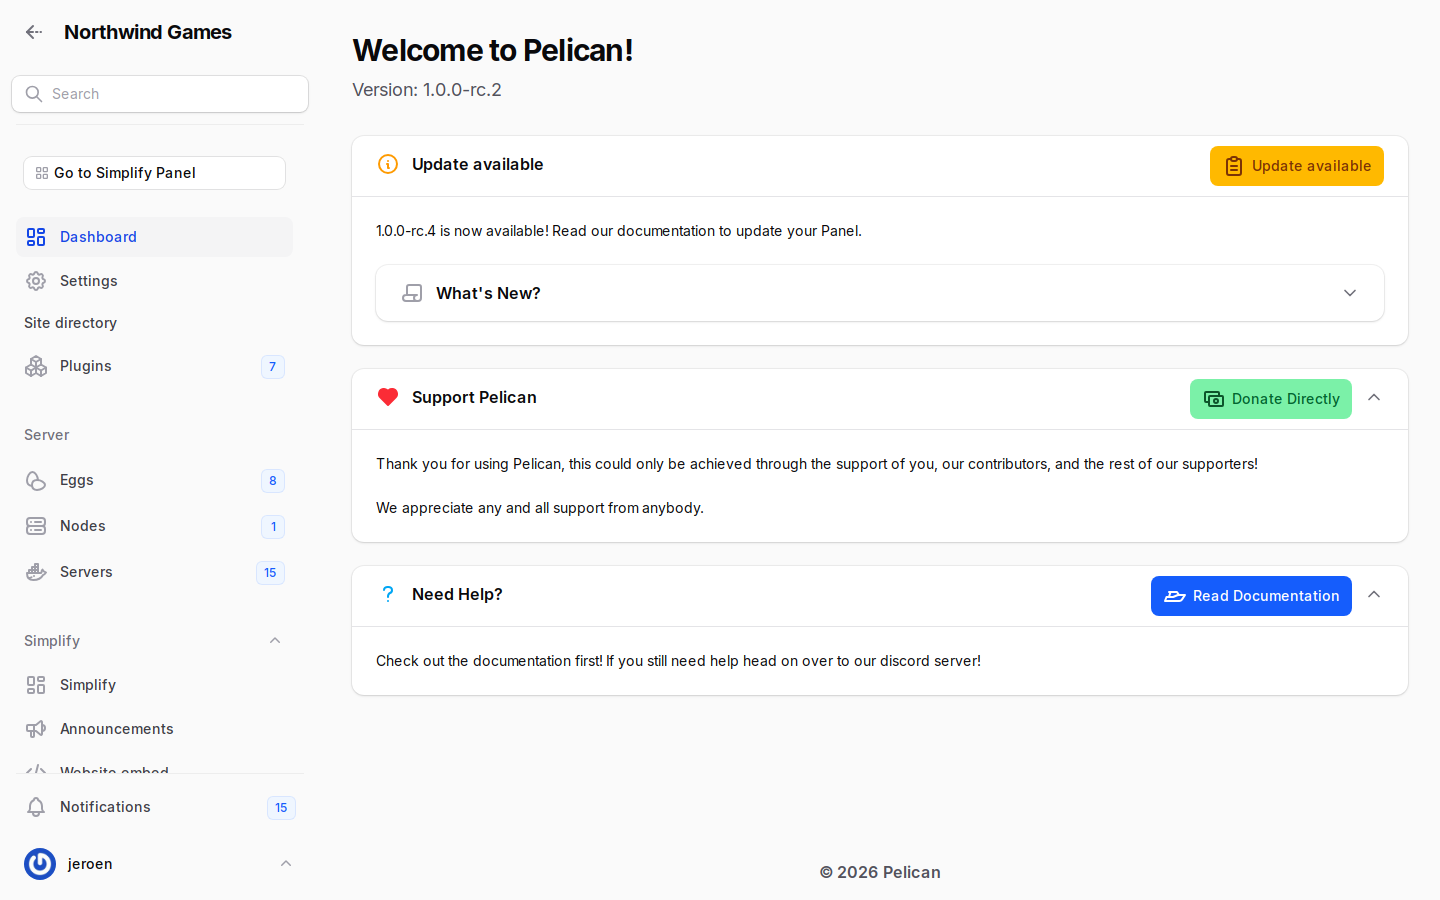 Northwind Games
Search
Go to Simplify Panel
Dashboard
Settings
Site directory
Plugins 7
Server
Eggs 8
Nodes 1
Servers 15
Simplify
Simplify
Announcements
Website embed
Notifications 15
jeroen
Welcome to Pelican!
Version: 1.0.0-rc.2
Update available
Update available
1.0.0-rc.4 is now available! Read our documentation to update your Panel.
What's New?
Support Pelican
Donate Directly
Thank you for using Pelican, this could only be achieved through the support of you, our contributors, and the rest of our supporters!
We appreciate any and all support from anybody.
Need Help?
Read Documentation
Check out the documentation first! If you still need help head on over to our discord server!
© 2026 Pelican